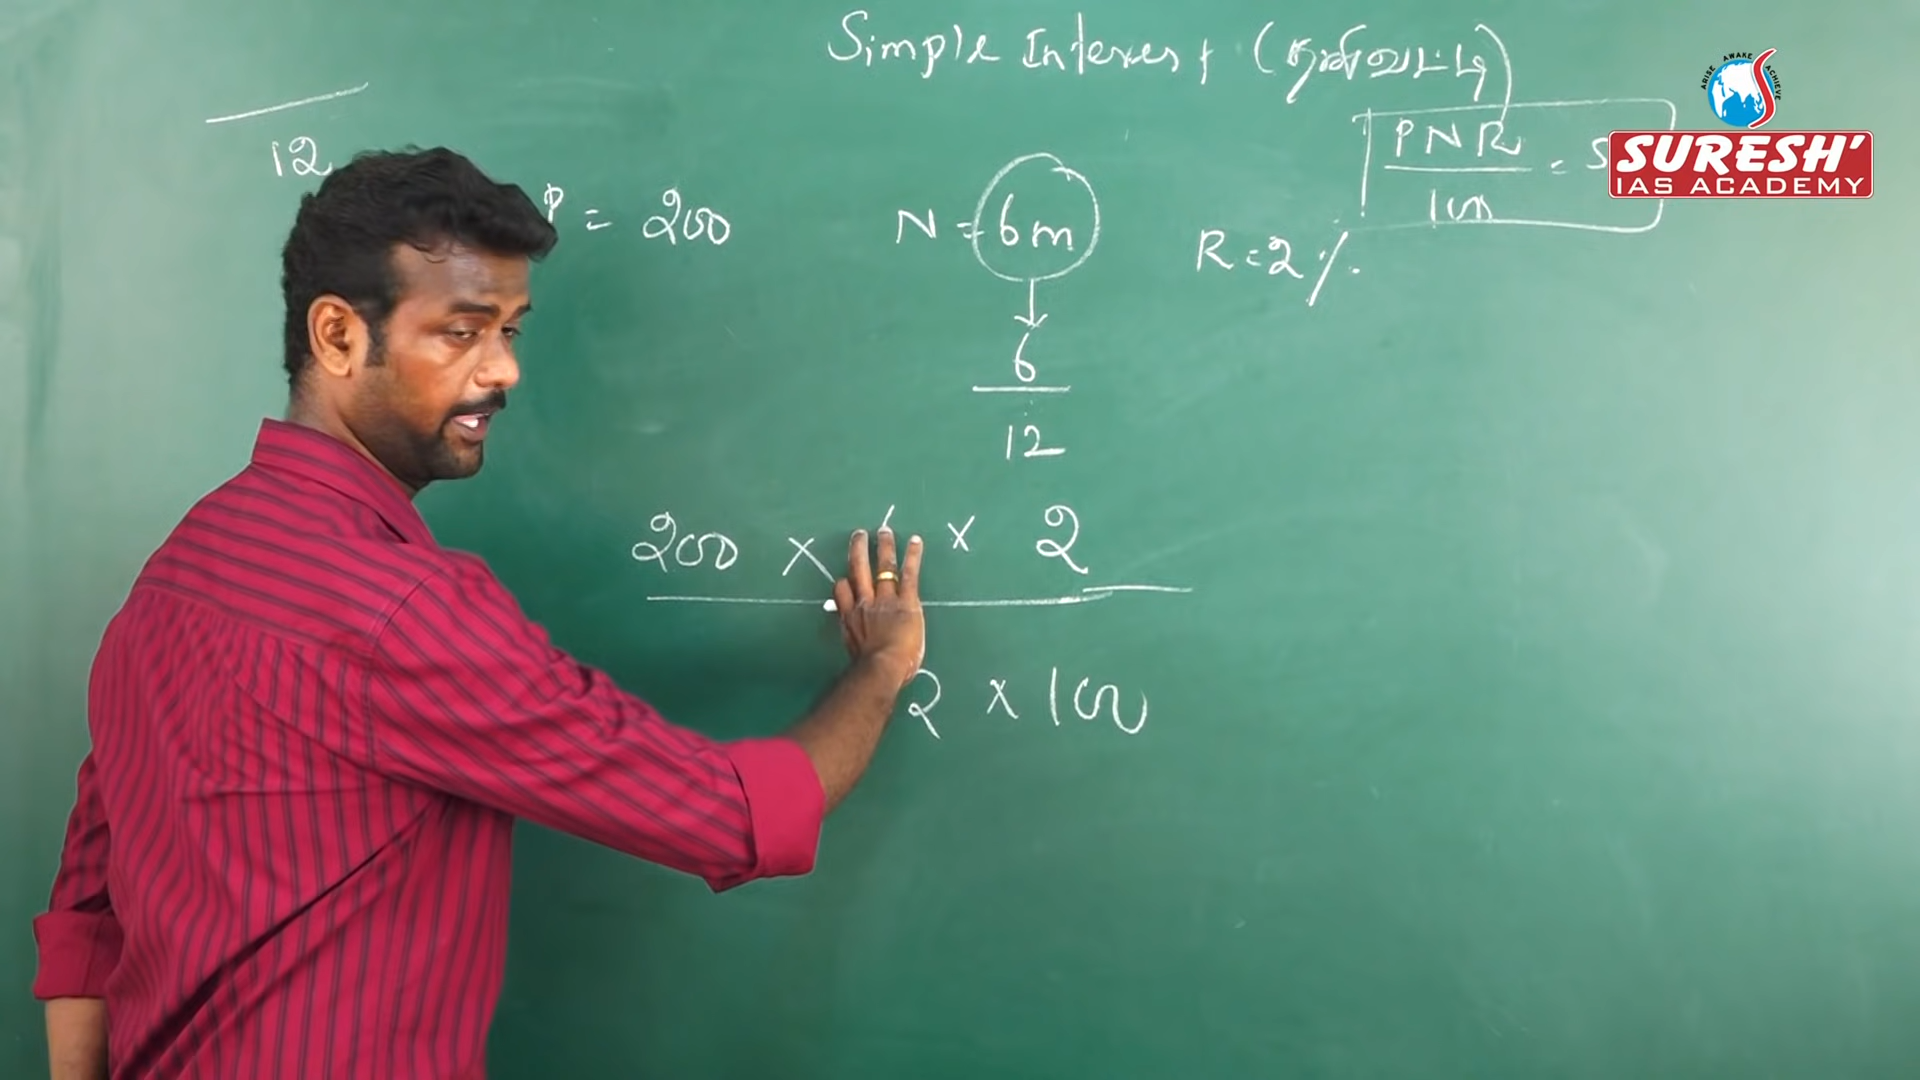 Simple Interest (தனிவட்டி)
ARISE AWAKE ACHIEVE
SURESH'
IAS ACADEMY
PNR
100
= S
12
P = 200
N = 6m
R = 2%
6
12
200 × × 2
2 × 100